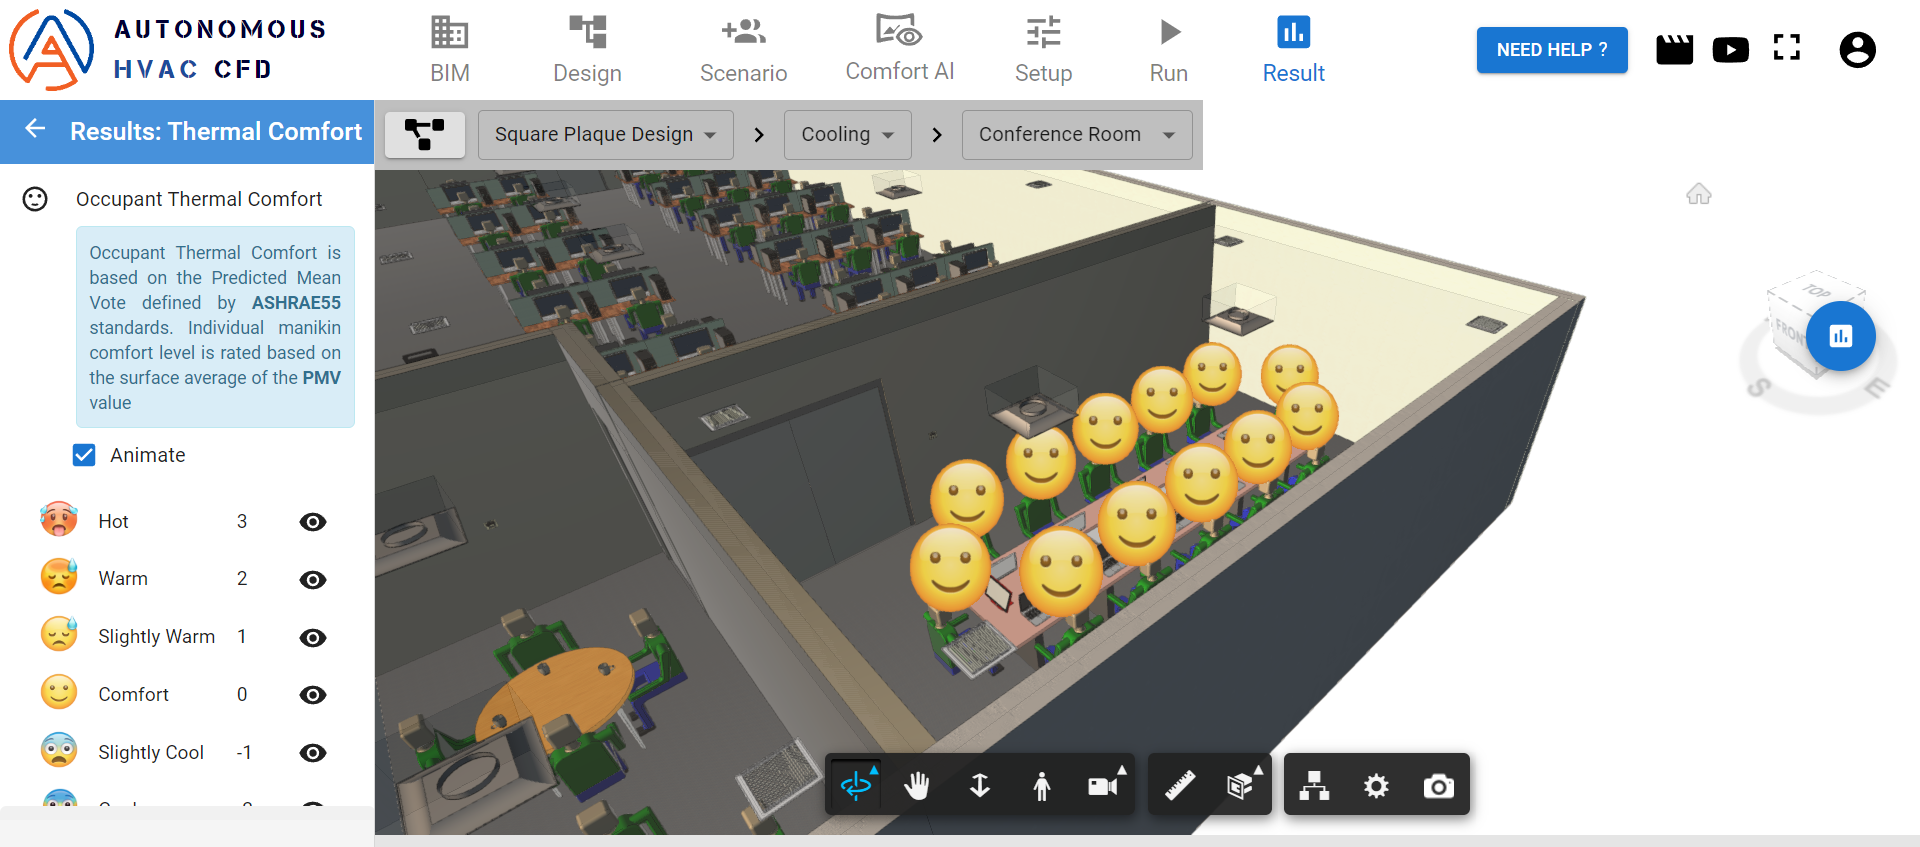 AUTONOMOUS
HVAC CFD
BIM
Design
Scenario
Comfort AI
Setup
Run
Result
NEED HELP ?
Results: Thermal Comfort
Square Plaque Design
Cooling
Conference Room
Occupant Thermal Comfort
Occupant Thermal Comfort is
based on the Predicted Mean
Vote defined by ASHRAE55
standards. Individual manikin
comfort level is rated based on
the surface average of the PMV
value
Animate
Hot 3
Warm 2
Slightly Warm 1
Comfort 0
Slightly Cool -1
TOP
FRONT
S
E